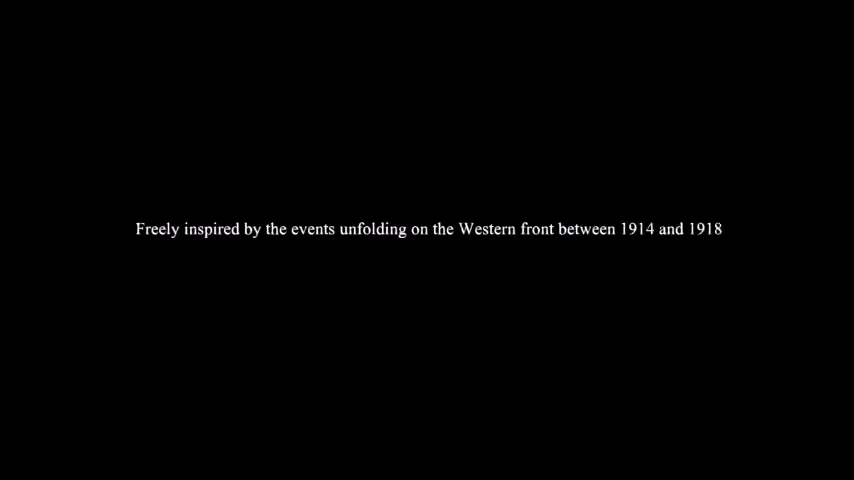 Freely inspired by the events unfolding on the Western front between 1914 and 1918